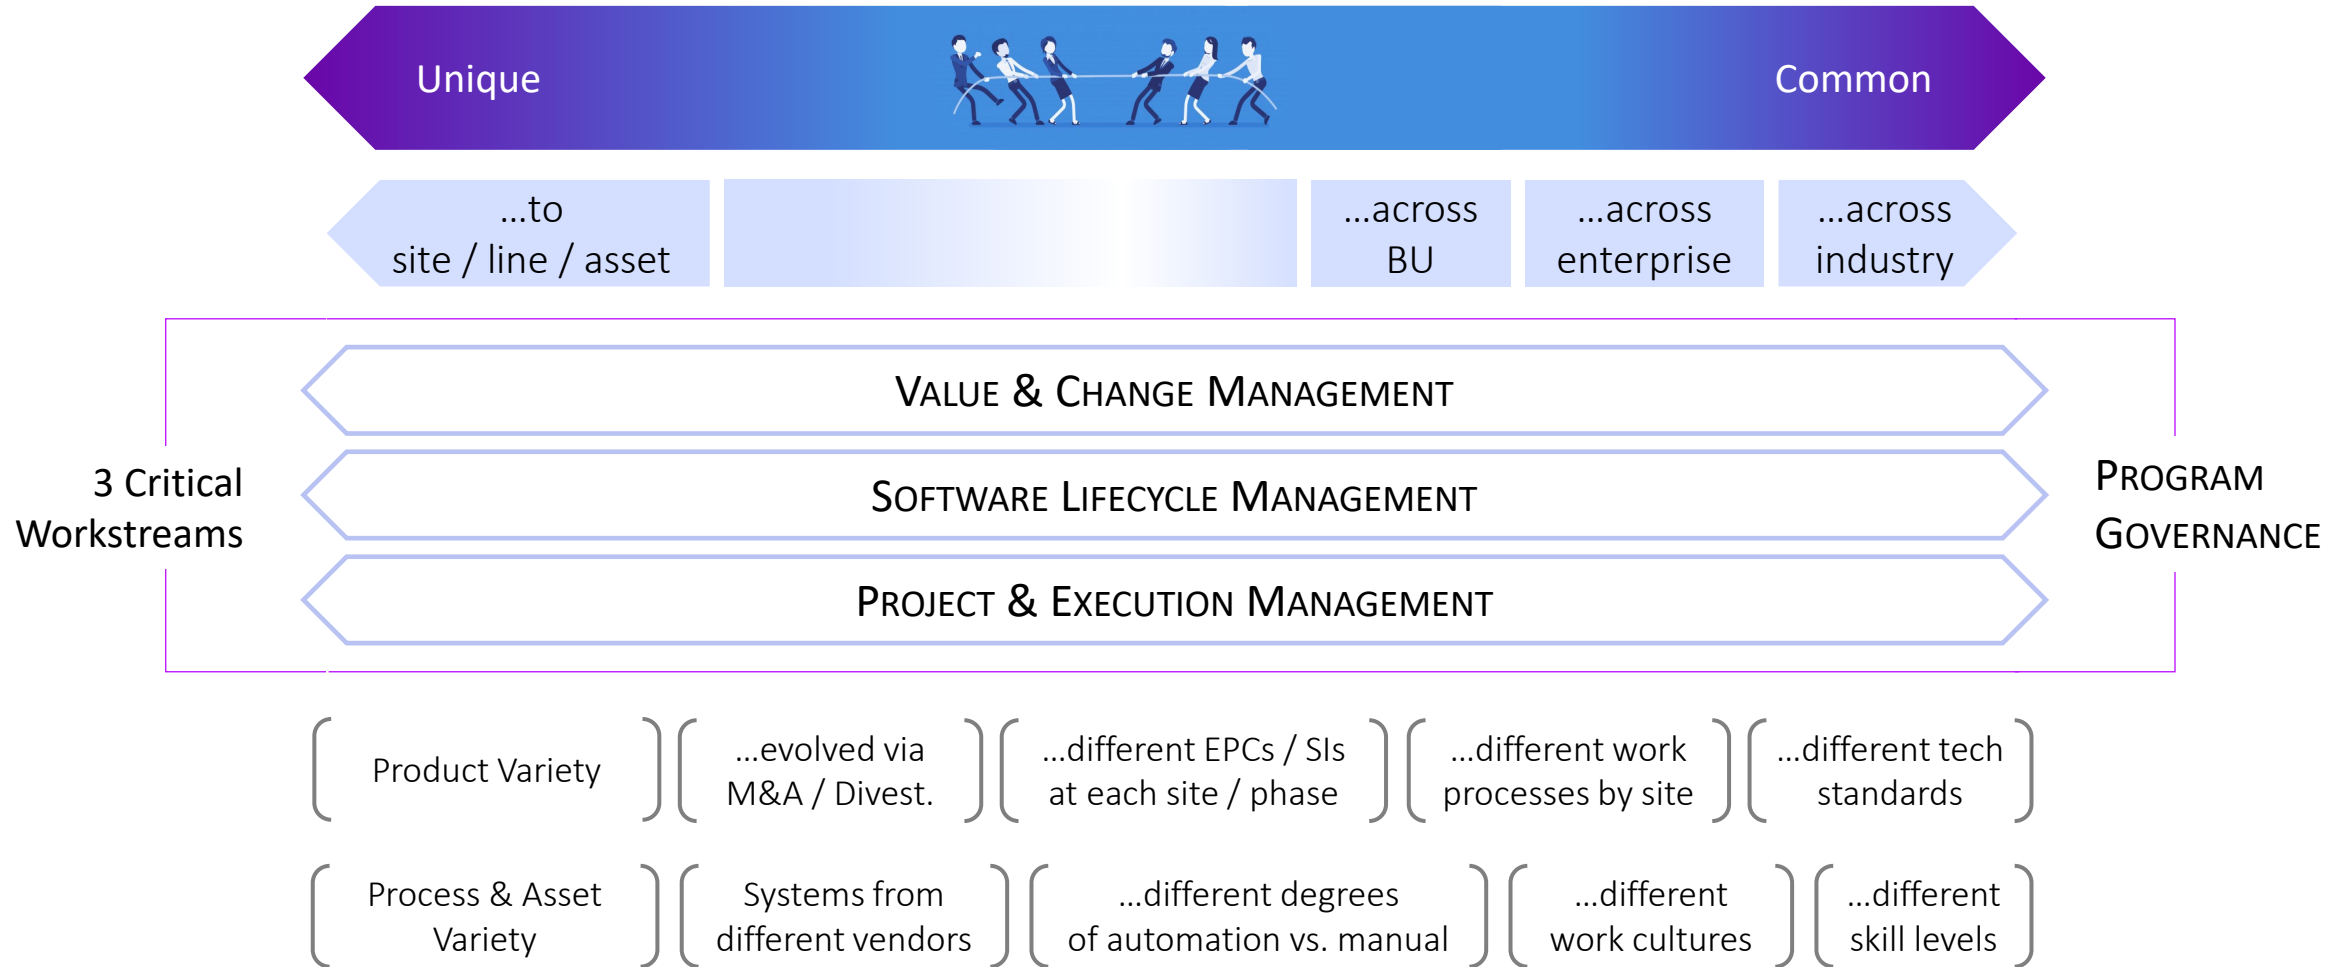 Unique
Common
...to
site / line / asset
...across
BU
...across
enterprise
...across
industry
3 Critical
Workstreams
VALUE & CHANGE MANAGEMENT
SOFTWARE LIFECYCLE MANAGEMENT
PROJECT & EXECUTION MANAGEMENT
PROGRAM
GOVERNANCE
Product Variety
...evolved via
M&A / Divest.
...different EPCs / SIs
at each site / phase
...different work
processes by site
...different tech
standards
Process & Asset
Variety
Systems from
different vendors
...different degrees
of automation vs. manual
...different
work cultures
...different
skill levels